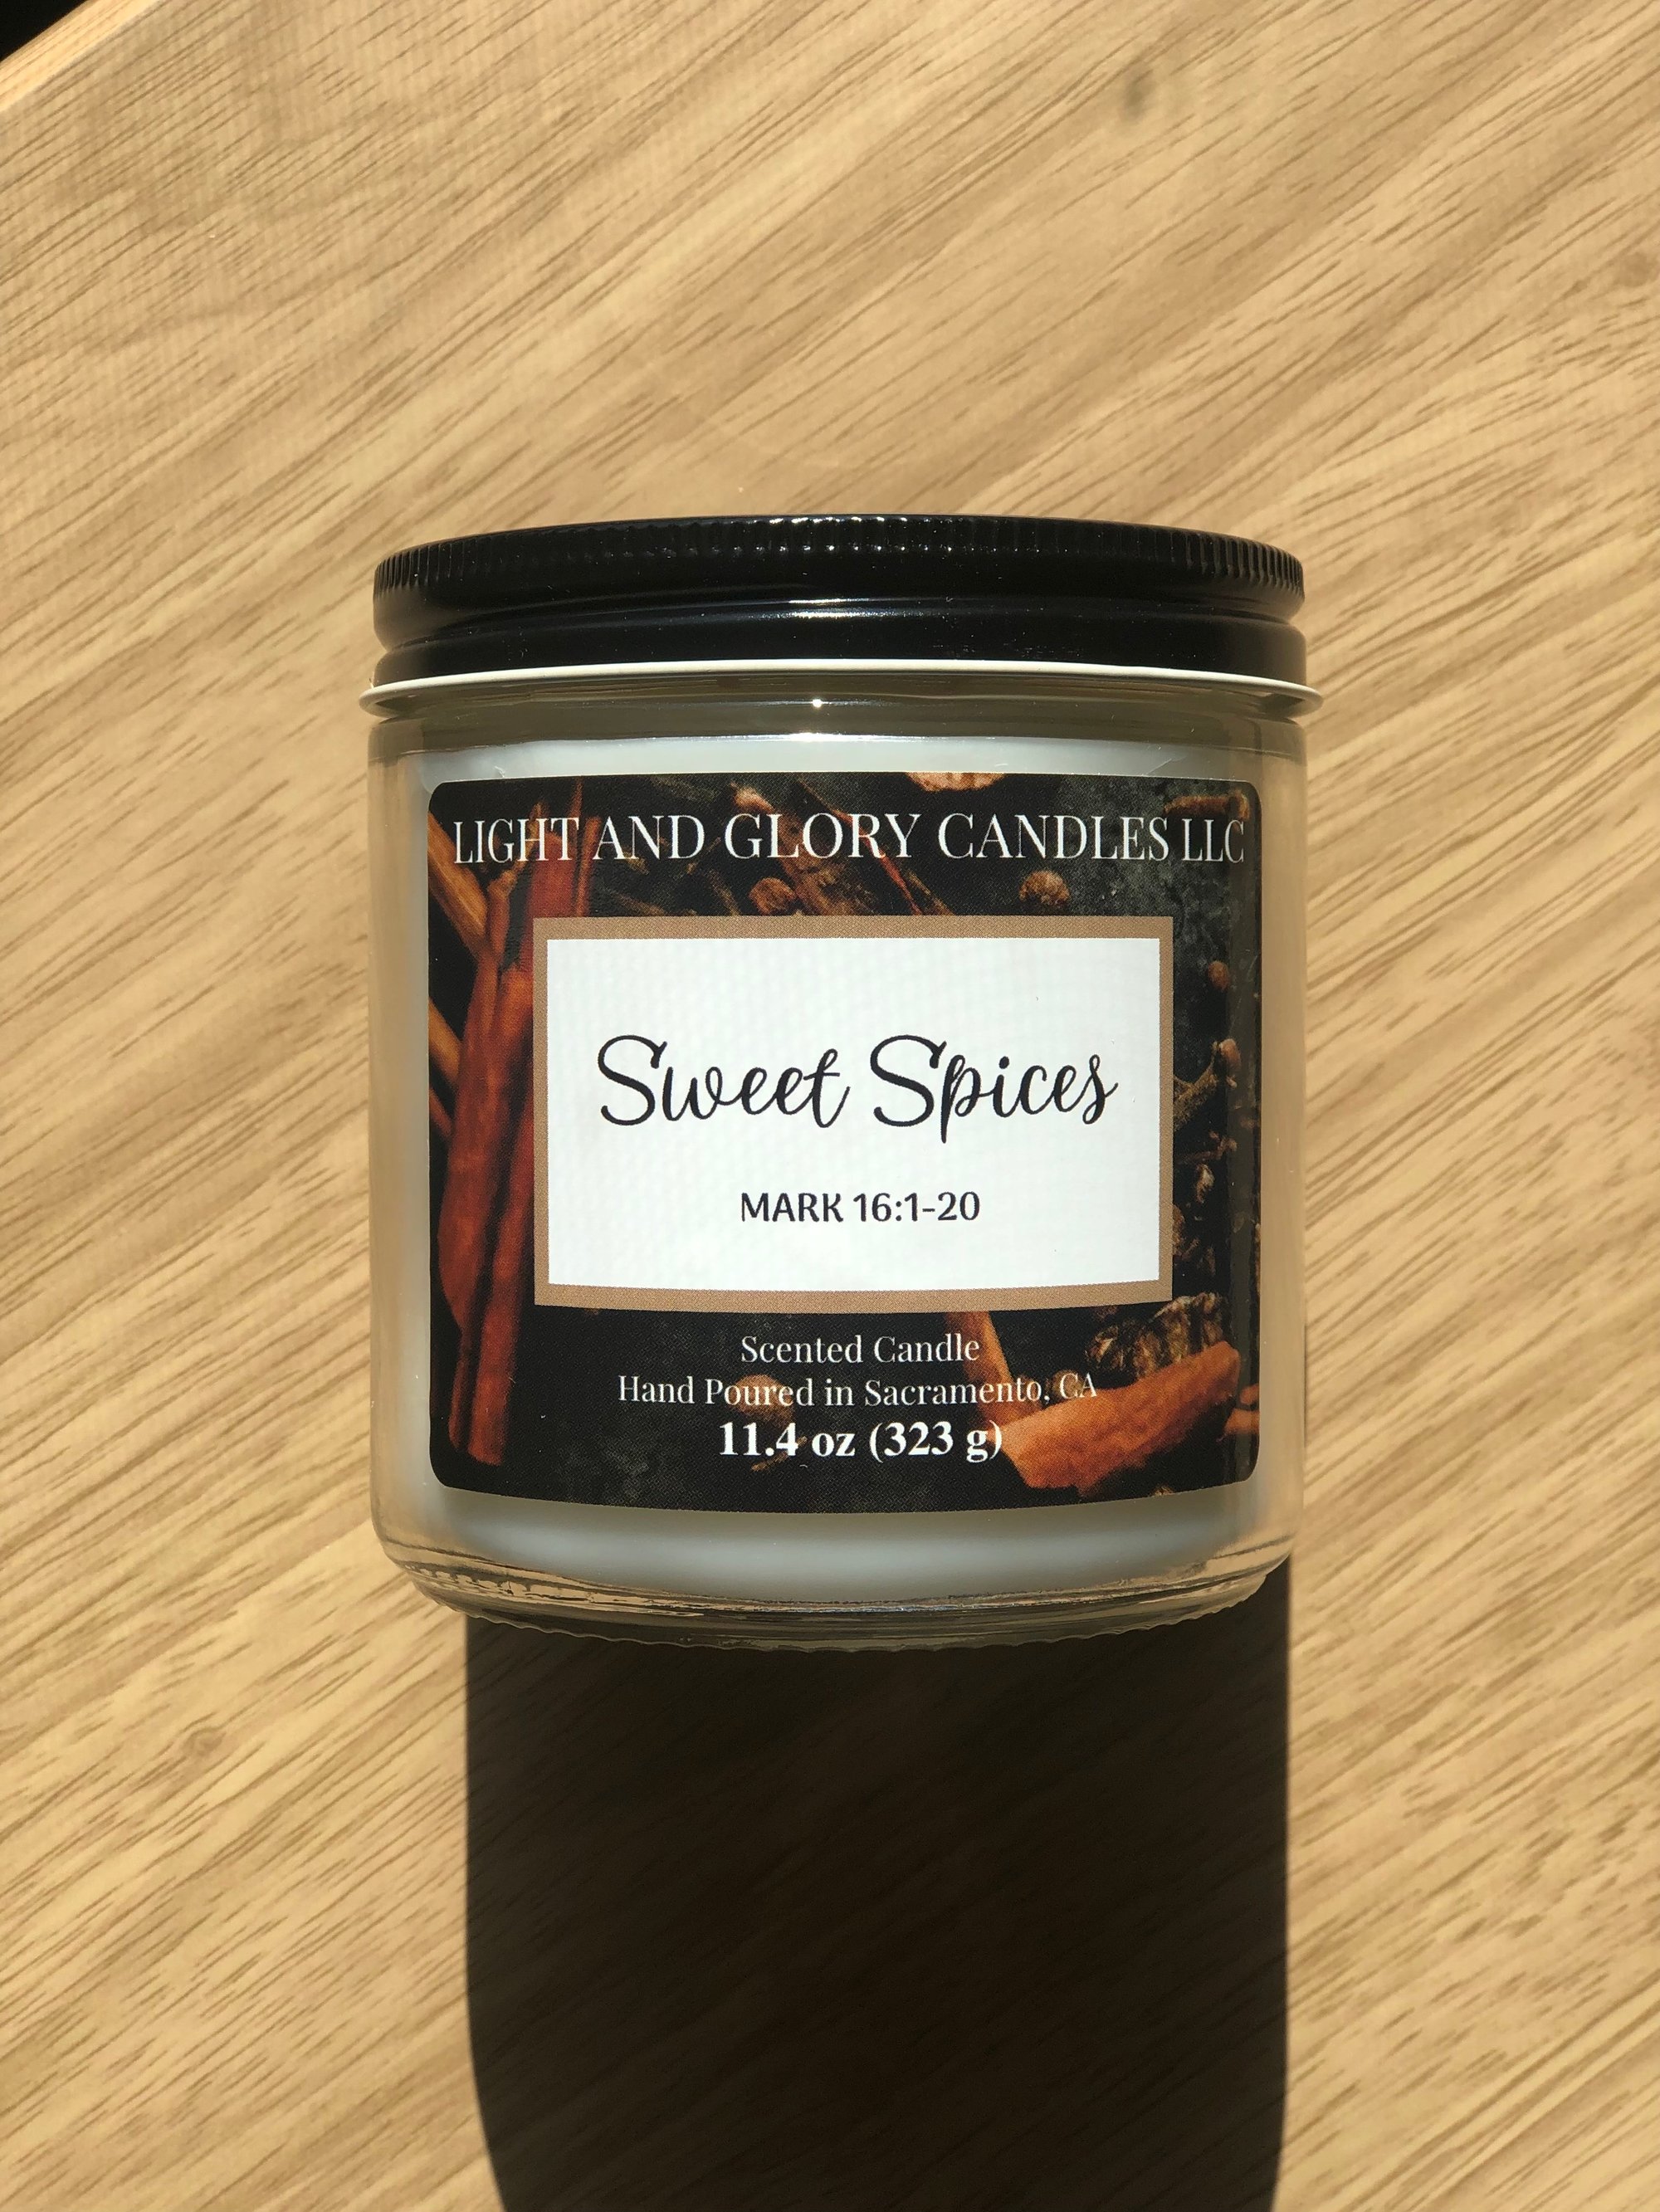 LIGHT AND GLORY CANDLES LLC
Sweet Spices
MARK 16:1-20
Scented Candle
Hand Poured in Sacramento, CA
11.4 oz (323 g)